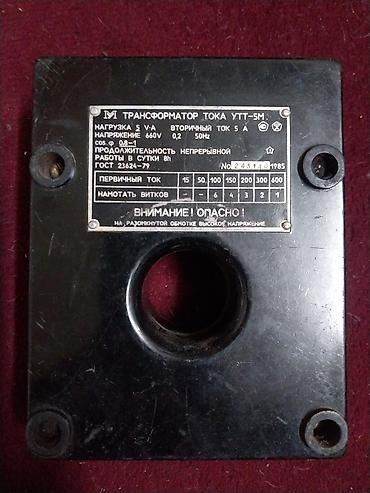 ТРАНСФОРМАТОР ТОКА УТТ-5М.
НАГРУЗКА 5 V·A ВТОРИЧНЫЙ ТОК 5 А
НАПРЯЖЕНИЕ 660V 0,2 50Hz
cos φ 0,8-1
ПРОДОЛЖИТЕЛЬНОСТЬ НЕПРЕРЫВНОЙ
РАБОТЫ В СУТКИ 8h
ГОСТ 23624-79 No 1985
ПЕРВИЧНЫЙ ТОК 15 50 100 150 200 300 600
НАМОТАТЬ ВИТКОВ - - 6 4 3 2 1
ВНИМАНИЕ! ОПАСНО!
НА РАЗОМКНУТОЙ ОБМОТКЕ ВЫСОКОЕ НАПРЯЖЕНИЕ